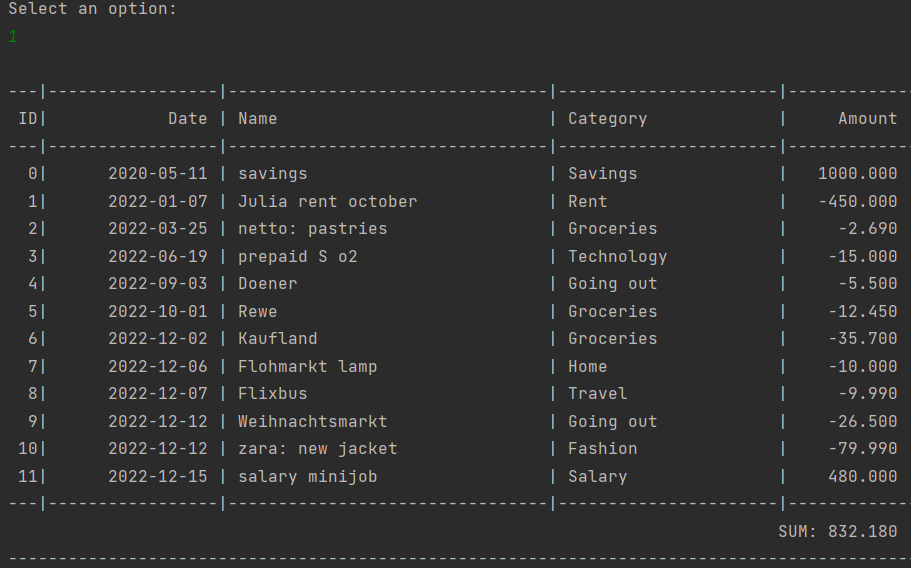 Select an option:
1
---|-----------------|--------------------------------|----------------------|------------
 ID|            Date | Name                           | Category             |     Amount
---|-----------------|--------------------------------|----------------------|------------
  0|      2020-05-11 | savings                        | Savings              |   1000.000
  1|      2022-01-07 | Julia rent october             | Rent                 |   -450.000
  2|      2022-03-25 | netto: pastries                | Groceries            |     -2.690
  3|      2022-06-19 | prepaid S o2                   | Technology           |    -15.000
  4|      2022-09-03 | Doener                         | Going out            |     -5.500
  5|      2022-10-01 | Rewe                           | Groceries            |    -12.450
  6|      2022-12-02 | Kaufland                       | Groceries            |    -35.700
  7|      2022-12-06 | Flohmarkt lamp                 | Home                 |    -10.000
  8|      2022-12-07 | Flixbus                        | Travel               |     -9.990
  9|      2022-12-12 | Weihnachtsmarkt                | Going out            |    -26.500
 10|      2022-12-12 | zara: new jacket               | Fashion              |    -79.990
 11|      2022-12-15 | salary minijob                 | Salary               |    480.000
---|-----------------|--------------------------------|----------------------|------------
                                                                             SUM: 832.180
------------------------------------------------------------------------------------------